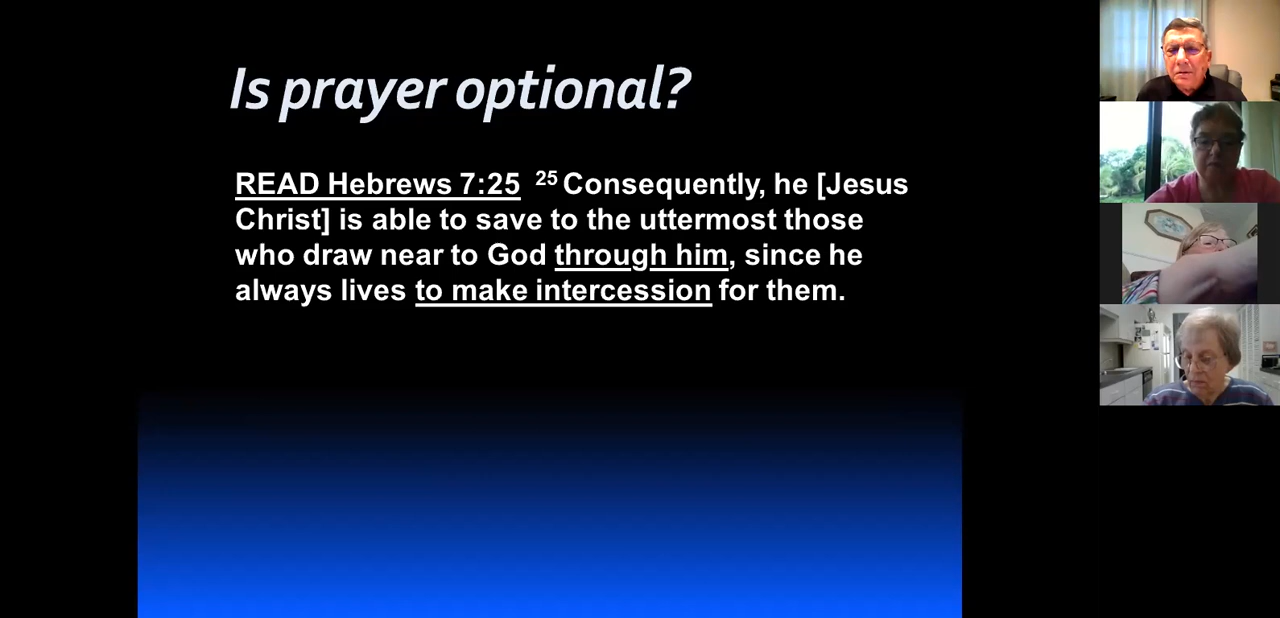 Is prayer optional?
READ Hebrews 7:25 25 Consequently, he [Jesus
Christ] is able to save to the uttermost those
who draw near to God through him, since he
always lives to make intercession for them.